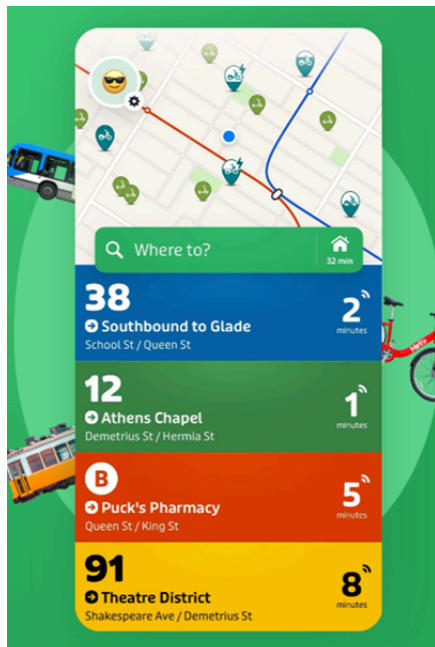 Where to?
32 min
38
Southbound to Glade
School St / Queen St
2
minutes
12
Athens Chapel
Demetrius St / Hermia St
1
minutes
B
Puck's Pharmacy
Queen St / King St
5
minutes
91
Theatre District
Shakespeare Ave / Demetrius St
8
minutes